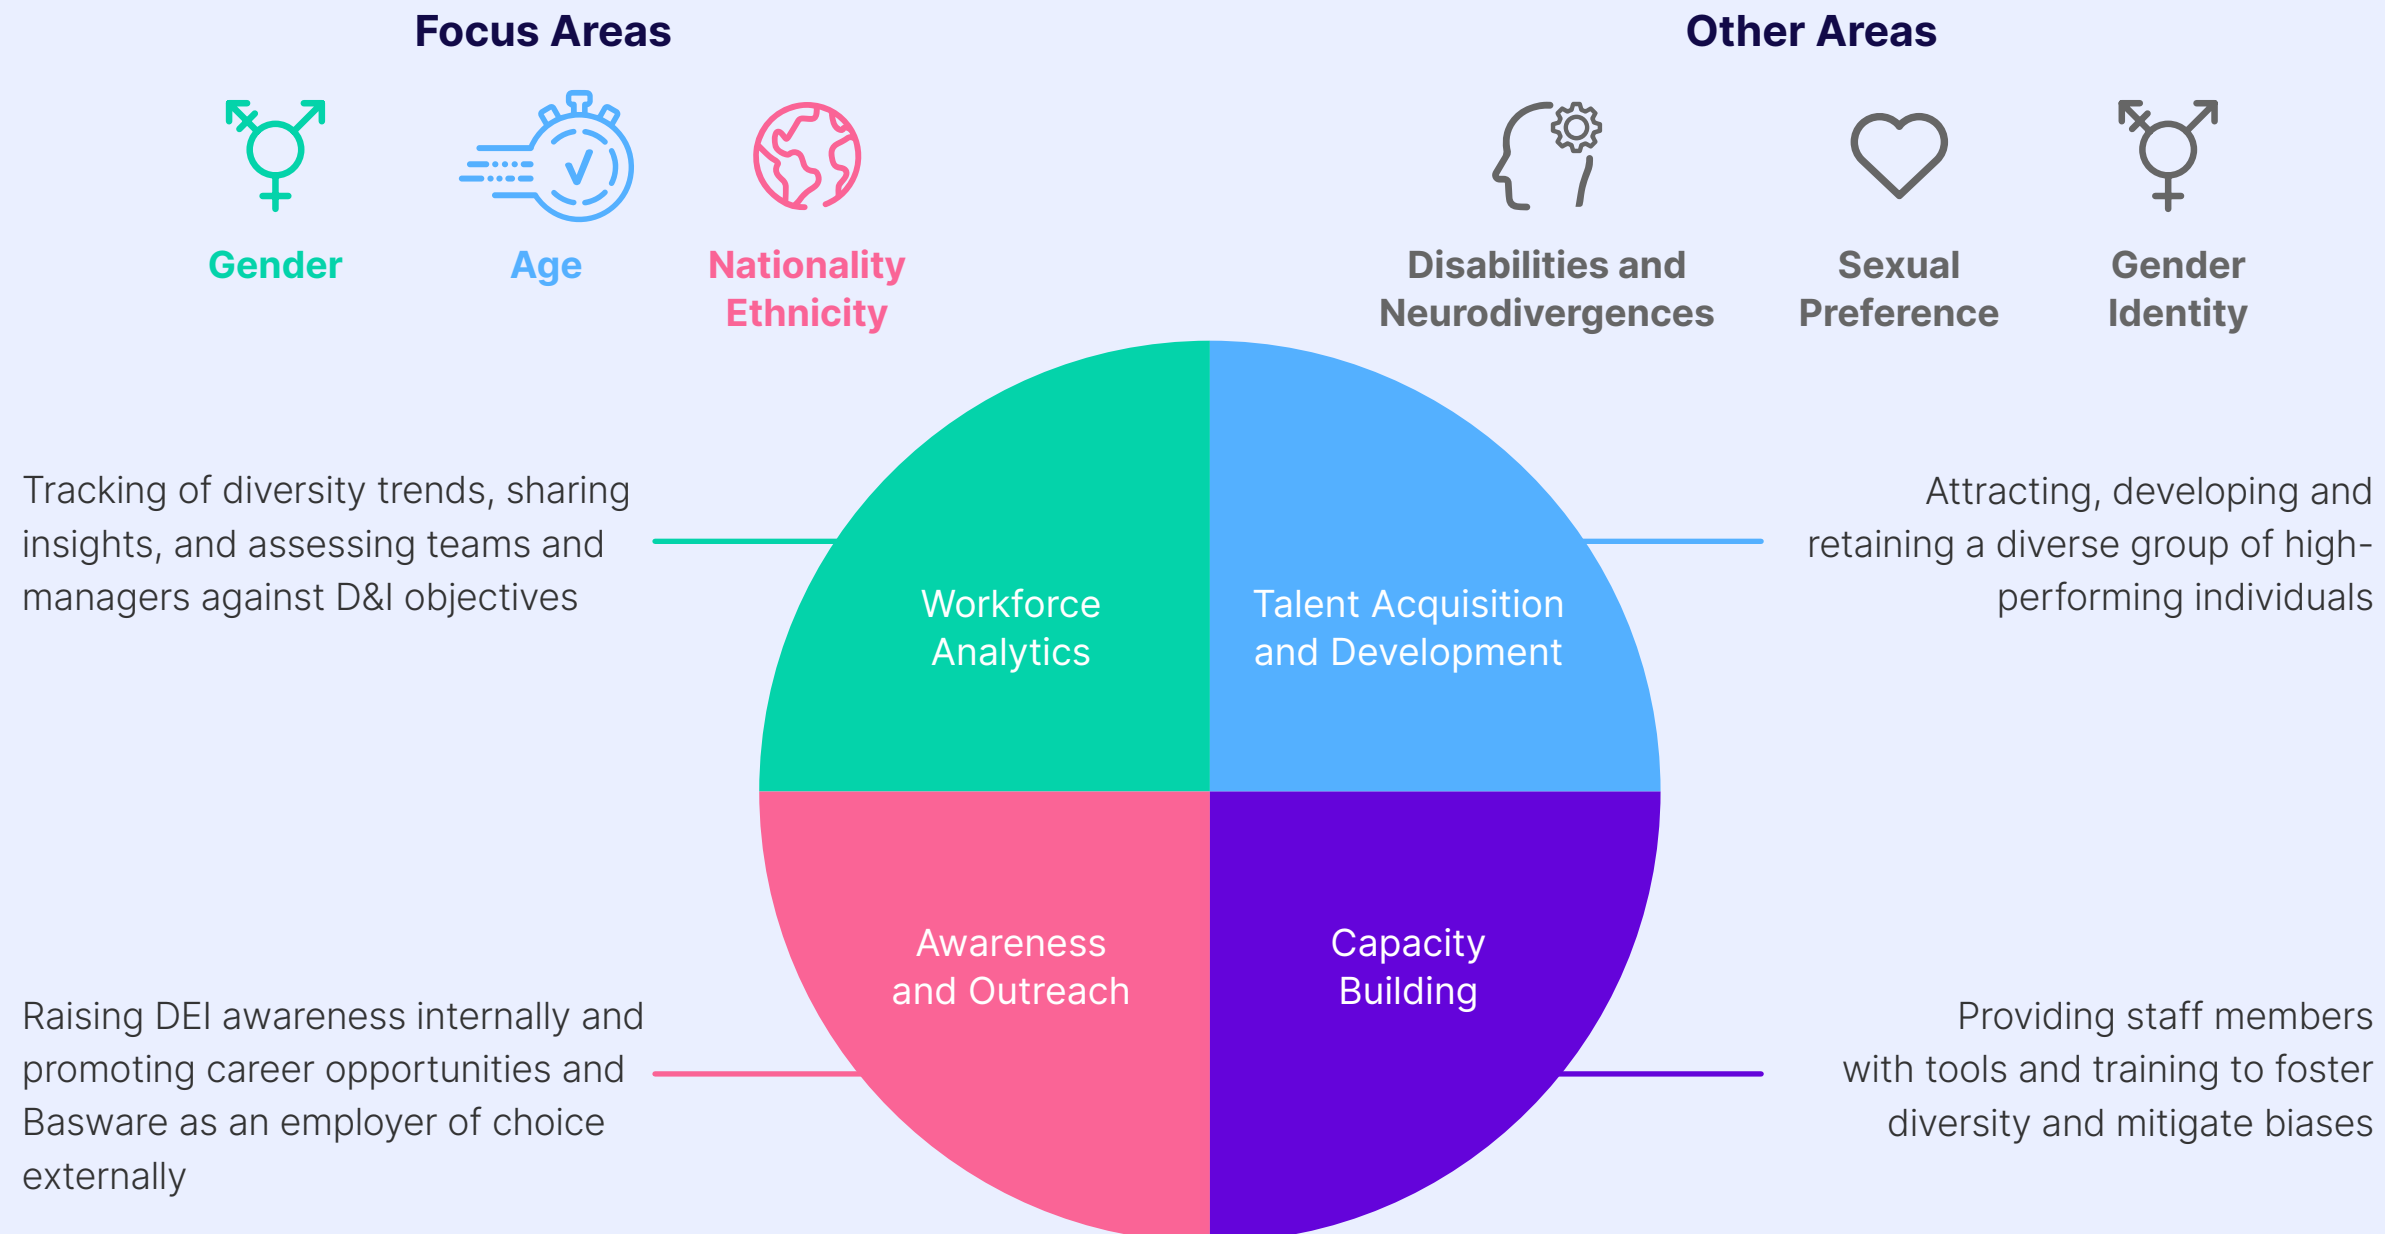 Focus Areas
Other Areas
Gender
Age
Nationality
Ethnicity
Disabilities and
Neurodivergences
Sexual
Preference
Gender
Identity
Tracking of diversity trends, sharing
insights, and assessing teams and
managers against D&I objectives
Workforce
Analytics
Talent Acquisition
and Development
Attracting, developing and
retaining a diverse group of high-
performing individuals
Raising DEI awareness internally and
promoting career opportunities and
Basware as an employer of choice
externally
Awareness
and Outreach
Capacity
Building
Providing staff members
with tools and training to foster
diversity and mitigate biases